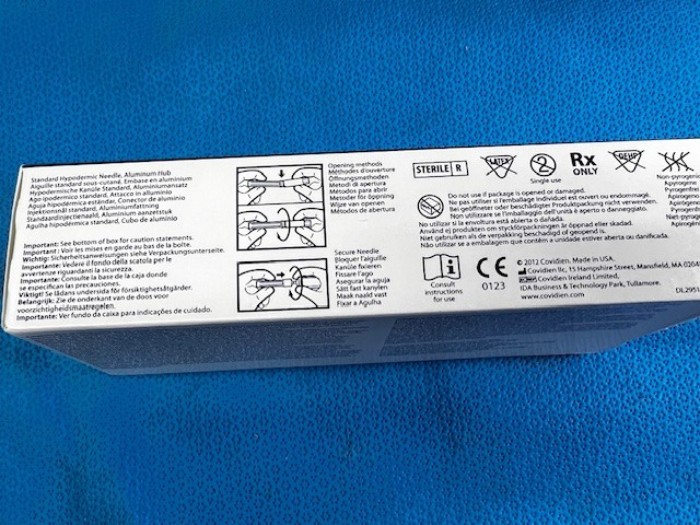 Standard Hypodermic Needle, Aluminum Hub
Aiguille standard sous-cutané, Embase en aluminium
Hypodermische Kanüle Standard, Aluminiumansatz
Ago ipodermico standard, Attacco in alluminio
Aguja hipodérmica estándar, Conector de aluminio
Injektionsnål standard, Aluminiumfattning
Standaardinjectienaald, Aluminium aanzetstuk
Agulha hipodérmica standard, Cubo de alumínio
Important: See bottom of box for caution statements.
Important: Voir les mises en garde au bas de la boîte.
Wichtig: Sicherheitsanweisungen siehe Verpackungsunterseite.
Importante: Vedere il fondo della scatola per le
avvertenze riguardanti la sicurezza.
Importante: Consulte la base de la caja donde
se especifican las precauciones.
Viktigt! Se lådans undersida för försiktighetsåtgärder.
Belangrijk: Zie de onderkant van de doos voor
voorzichtigheidsmaatregelen.
Importante: Ver fundo da caixa para indicações de cuidado.
Opening methods
Méthodes d'ouverture
Öffnungsmethoden
Metodi di apertura
Métodos para abrir
Metoder för öppning
Wijze van openen
Métodos de abertura
Secure Needle
Bloquer l'aiguille
Kanüle fixieren
Fissare l'ago
Asegurar la aguja
Sätt fast kanylen
Maak naald vast
Fixar a Agulha
STERILE R
LATEX
2
Single use
Rx
ONLY
DEHP
Non-pyrogenic
Do not use if package is opened or damaged.
Ne pas utiliser si l'emballage individuel est ouvert ou endommagé.
Bei geöffneter oder beschädigter Produktpackung nicht verwenden.
Non utilizzare se l'imballaggio dell'unità è aperto o danneggiato.
Använd ej produkten om styckförpackningen är öppnad eller skadad.
Niet gebruiken als de verpakking beschadigd of geopend is.
Não utilizar se a embalagem que contém a unidade estiver aberta ou danificada.
No utilizar si la envoltura está abierta o dañada.
Consult
instructions
for use
CE
0123
© 2012 Covidien. Made in USA.
Covidien llc, 15 Hampshire Street, Mansfield, MA
Covidien Ireland Limited,
IDA Business & Technology Park, Tullamore.
www.covidien.com